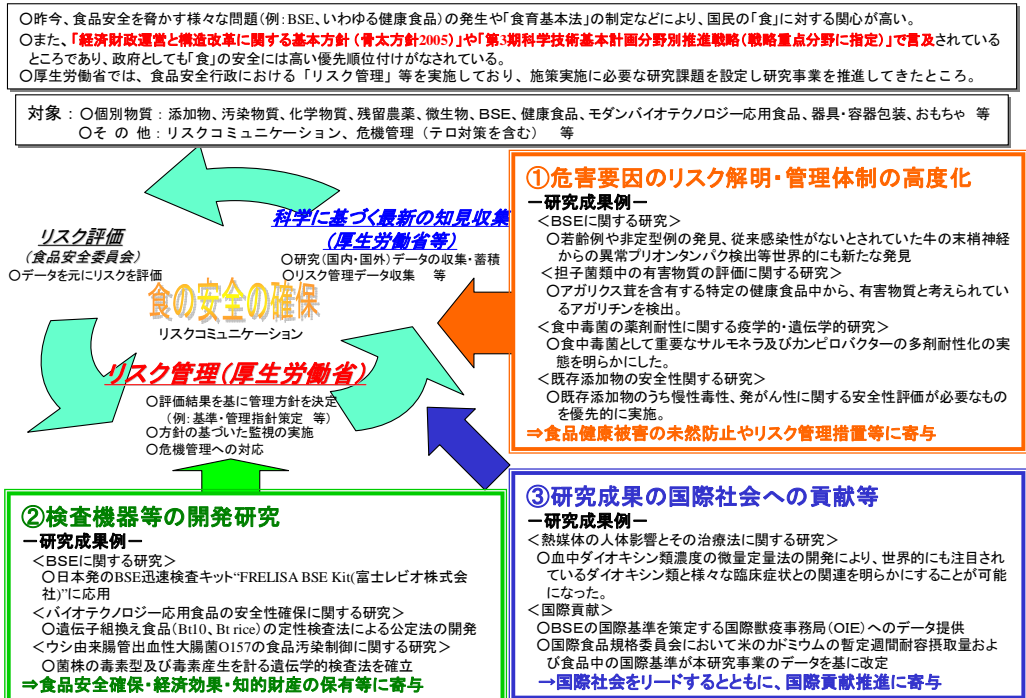 ○昨今、食品安全を脅かす様々な問題（例：BSE、いわゆる健康食品）の発生や「食育基本法」の制定などにより、国民の「食」に対する関心が高い。
○また、「経済財政運営と構造改革に関する基本方針（骨太方針2005）」や「第3期科学技術基本計画分野別推進戦略（戦略重点分野に指定）」で言及されている
ところであり、政府としても「食」の安全には高い優先順位付けがなされている。
○厚生労働省では、食品安全行政における「リスク管理」等を実施しており、施策実施に必要な研究課題を設定し研究事業を推進してきたところ。
対象：○個別物質：添加物、汚染物質、化学物質、残留農薬、微生物、BSE、健康食品、モダンバイオテクノロジー応用食品、器具・容器包装、おもちゃ 等
○そ の 他：リスクコミュニケーション、危機管理（テロ対策を含む） 等
科学に基づく最新の知見収集
（厚生労働省等）
○研究（国内・国外）データの収集・蓄積
○リスク管理データ収集 等
リスク評価
（食品安全委員会）
○データを元にリスクを評価
食の安全の確保
リスクコミュニケーション
リスク管理（厚生労働省）
○評価結果を基に管理方針を決定
（例：基準・管理指針策定 等）
○方針の基づいた監視の実施
○危機管理への対応
①危害要因のリスク解明・管理体制の高度化
－研究成果例－
＜BSEに関する研究＞
○若齢例や非定型例の発見、従来感染性がないとされていた牛の末梢神経
からの異常プリオンタンパク検出等世界的にも新たな発見
＜担子菌類中の有害物質の評価に関する研究＞
○アガリクス茸を含有する特定の健康食品中から、有害物質と考えられてい
るアガリチンを検出。
＜食中毒菌の薬剤耐性に関する疫学的・遺伝学的研究＞
○食中毒菌として重要なサルモネラ及びカンピロバクターの多剤耐性化の実
態を明らかにした。
＜既存添加物の安全性関する研究＞
○既存添加物のうち慢性毒性、発がん性に関する安全性評価が必要なもの
を優先的に実施。
⇒食品健康被害の未然防止やリスク管理措置等に寄与
②検査機器等の開発研究
－研究成果例－
＜BSEに関する研究＞
○日本発のBSE迅速検査キット“FRELISA BSE Kit(富士レビオ株式会
社)”に応用
＜バイオテクノロジー応用食品の安全性確保に関する研究＞
○遺伝子組換え食品（Bt10、Bt rice）の定性検査法による公定法の開発
＜ウシ由来腸管出血性大腸菌O157の食品汚染制御に関する研究＞
○菌株の毒素型及び毒素産生を計る遺伝学的検査法を確立
⇒食品安全確保・経済効果・知的財産の保有等に寄与
③研究成果の国際社会への貢献等
－研究成果例－
＜熱媒体の人体影響とその治療法に関する研究＞
○血中ダイオキシン類濃度の微量定量法の開発により、世界的にも注目され
ているダイオキシン類と様々な臨床症状との関連を明らかにすることが可能
になった。
＜国際貢献＞
○BSEの国際基準を策定する国際獣疫事務局（OIE）へのデータ提供
○国際食品規格委員会において米のカドミウムの暫定週間耐容摂取量およ
び食品中の国際基準が本研究事業のデータを基に改定
→国際社会をリードするとともに、国際貢献推進に寄与